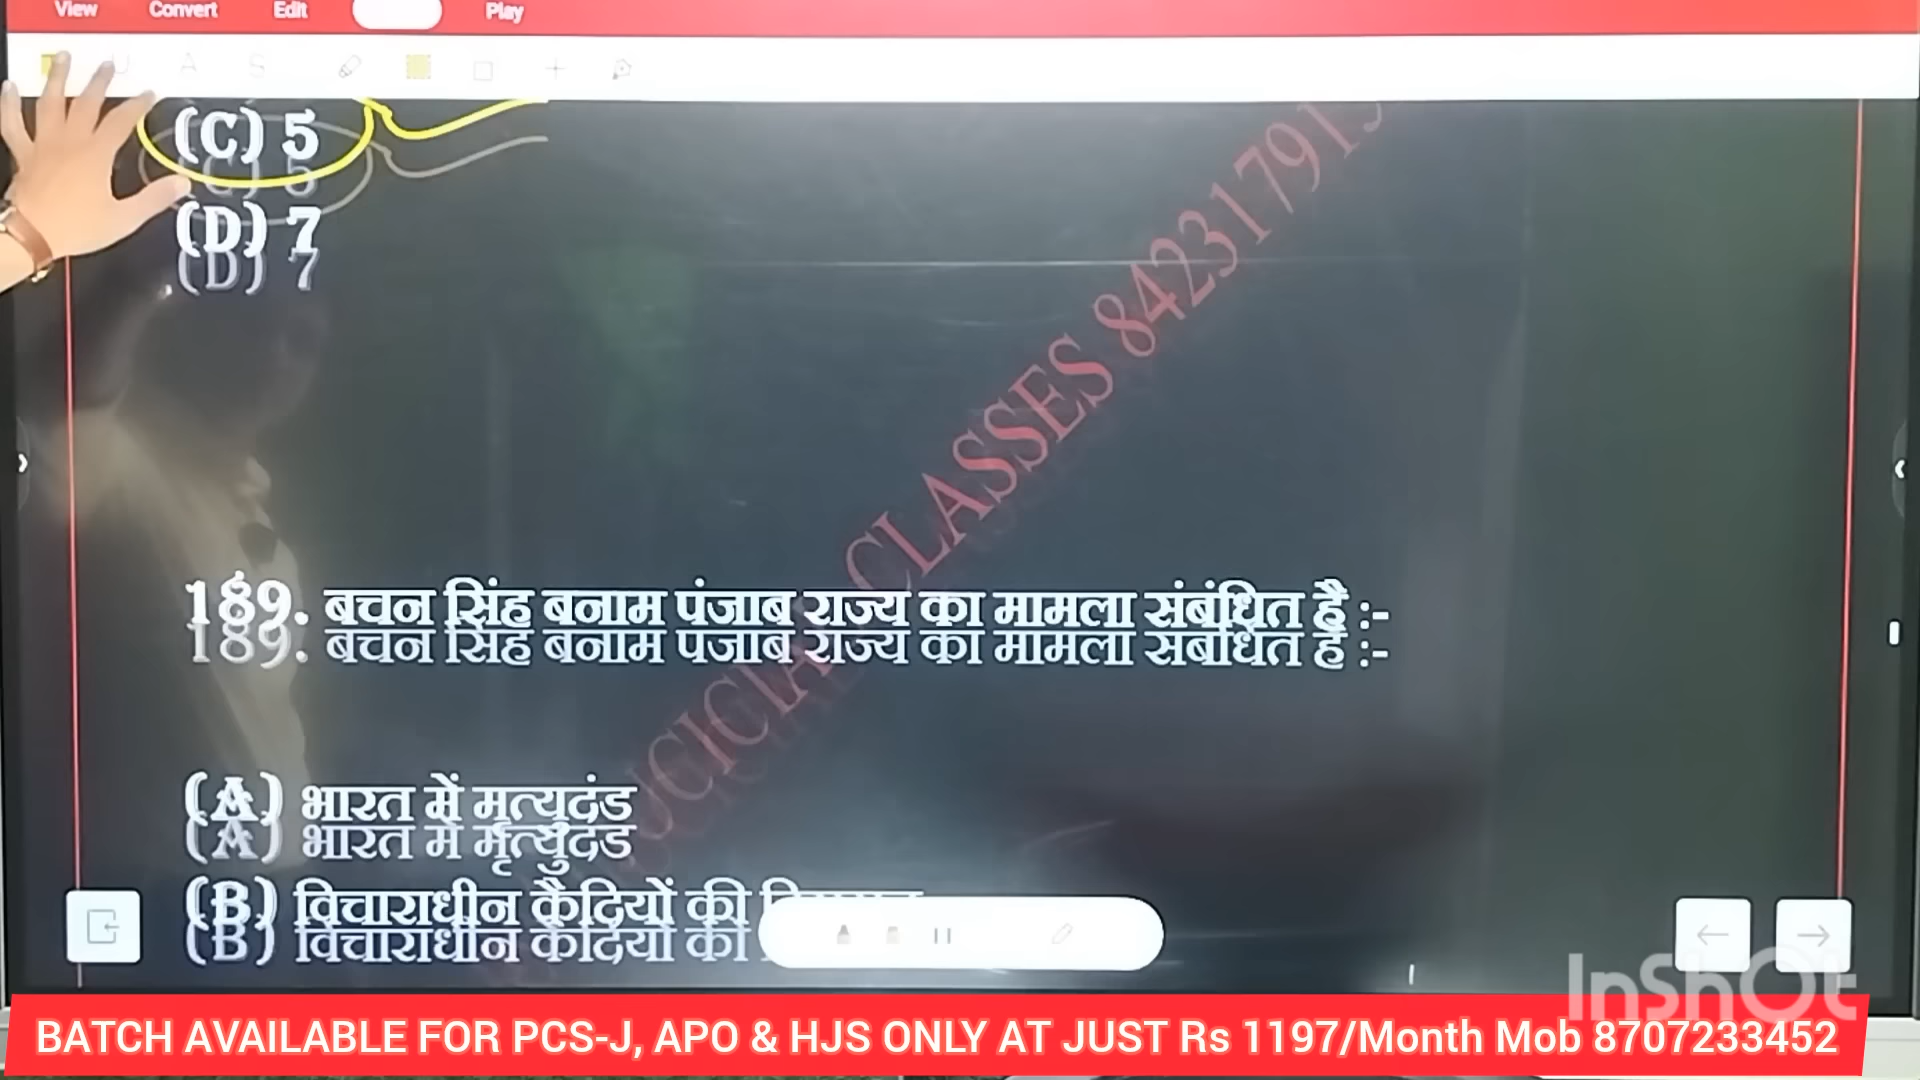 View Convert Edit Play
(C) 5
(D) 7
189. बचन सिंह बनाम पंजाब राज्य का मामला संबंधित है :-
(A) भारत में मृत्युदंड
(B) विचाराधीन कैदियों की
CLASSES 84231791
InShOt
BATCH AVAILABLE FOR PCS-J, APO & HJS ONLY AT JUST Rs 1197/Month Mob 8707233452